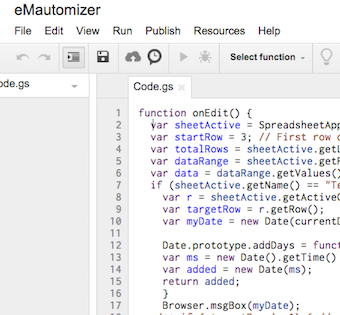 eMautomizer
File Edit View Run Publish Resources Help
Select function
de.gs
Code.gs
1 function onEdit() {
2 var sheetActive = SpreadsheetApp
3 var startRow = 3; // First row
4 var totalRows = sheetActive.getL
5 var dataRange = sheetActive.getR
6 var data = dataRange.getValues()
7 if (sheetActive.getName() == "Te
8 var r = sheetActive.getActiveC
9 var targetRow = r.getRow();
10 var myDate = new Date(currentD
11
12 Date.prototype.addDays = funct
13 var ms = new Date().getTime()
14 var added = new Date(ms);
15 return added;
16 }
17 Browser.msgBox(myDate);